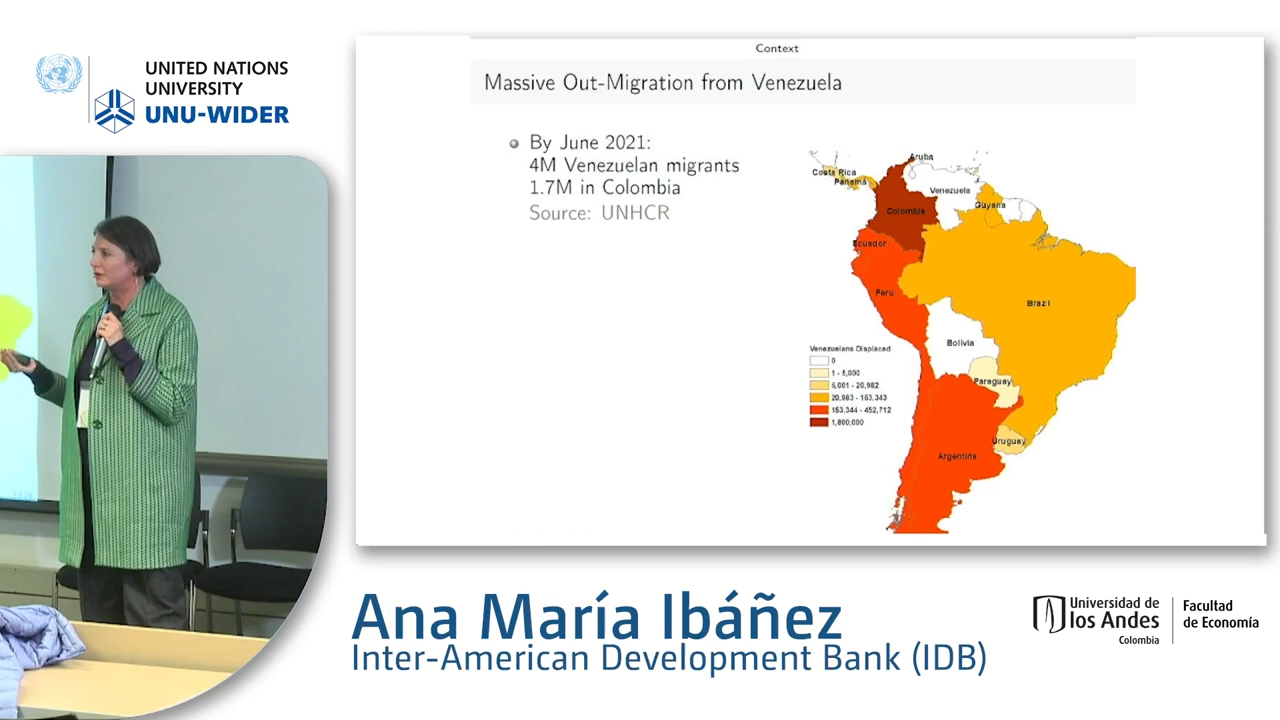 UNITED NATIONS
UNIVERSITY
UNU-WIDER
Context
Massive Out-Migration from Venezuela
By June 2021:
4M Venezuelan migrants
1.7M in Colombia
Source: UNHCR
Aruba
Costa Rica
Panama
Venezuela
Guyana
Colombia
Ecuador
Peru
Brazil
Bolivia
Paraguay
Uruguay
Argentina
Venezuelans Displaced
0
1 - 5,000
5,001 - 20,982
20,983 - 153,343
153,344 - 452,712
1,800,000
Ana María Ibáñez
Inter-American Development Bank (IDB)
Universidad de
los Andes
Colombia
Facultad
de Economía